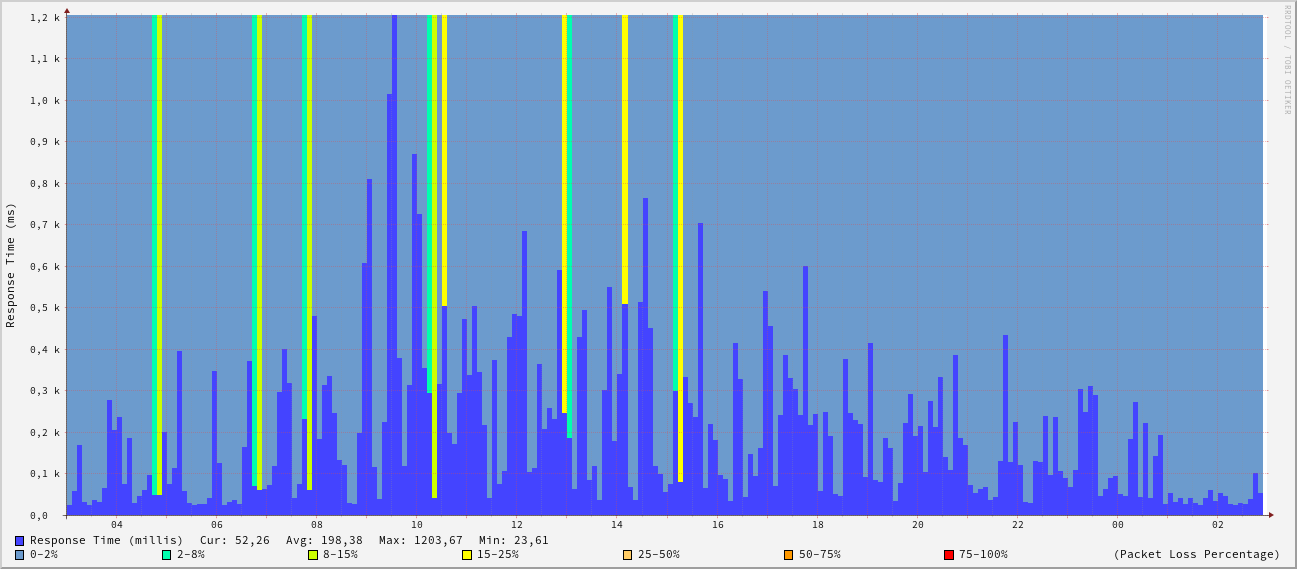 RRDTOOL / TOBI OETIKER
Response Time (ms)
1,2 k
1,1 k
1,0 k
0,9 k
0,8 k
0,7 k
0,6 k
0,5 k
0,4 k
0,3 k
0,2 k
0,1 k
0,0
04 06 08 10 12 14 16 18 20 22 00 02
Response Time (millis) Cur: 52,26 Avg: 198,38 Max: 1203,67 Min: 23,61
0-2% 2-8% 8-15% 15-25% 25-50% 50-75% 75-100% (Packet Loss Percentage)